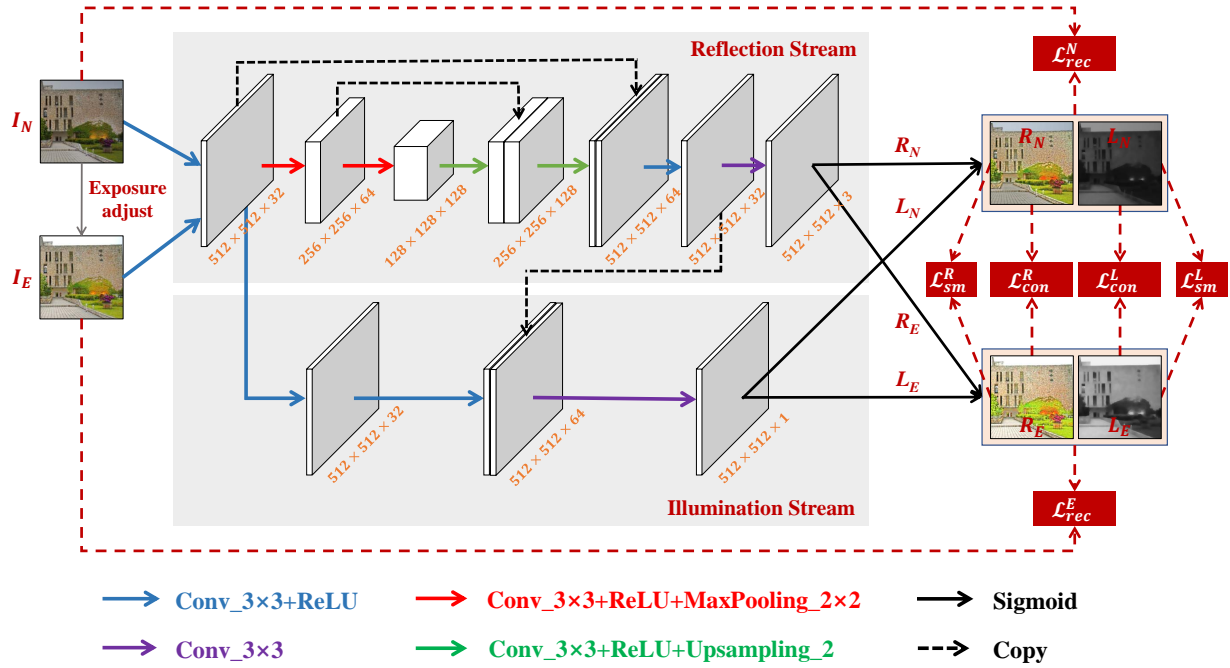 Reflection Stream
I_N
Exposure
adjust
I_E
512 × 512 × 32
256 × 256 × 64
128 × 128 × 128
256 × 256 × 128
512 × 512 × 64
512 × 512 × 32
512 × 512 × 3
512 × 512 × 32
512 × 512 × 64
512 × 512 × 1
Illumination Stream
R_N
L_N
R_E
L_E
ℒ_rec^N
R_N L_N
ℒ_sm^R ℒ_con^R ℒ_con^L ℒ_sm^L
R_E L_E
ℒ_rec^E
Conv_3×3+ReLU
Conv_3×3+ReLU+MaxPooling_2×2
Sigmoid
Conv_3×3
Conv_3×3+ReLU+Upsampling_2
Copy